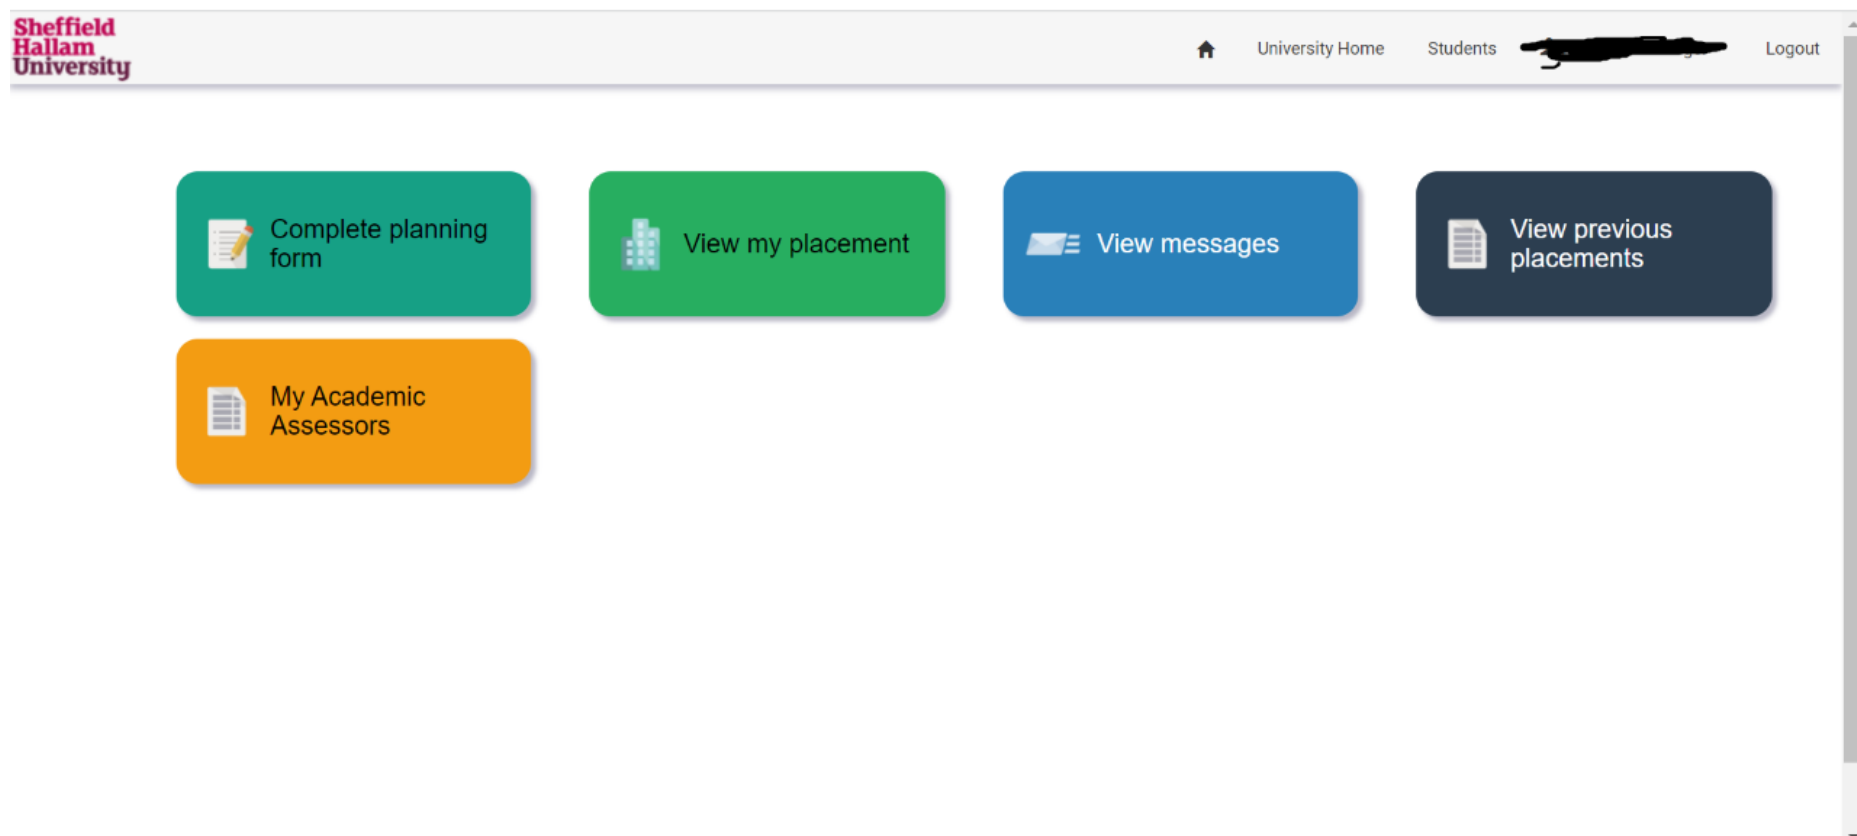 Sheffield
Hallam
University
University Home Students Logout
Complete planning
form
View my placement
View messages
View previous
placements
My Academic
Assessors